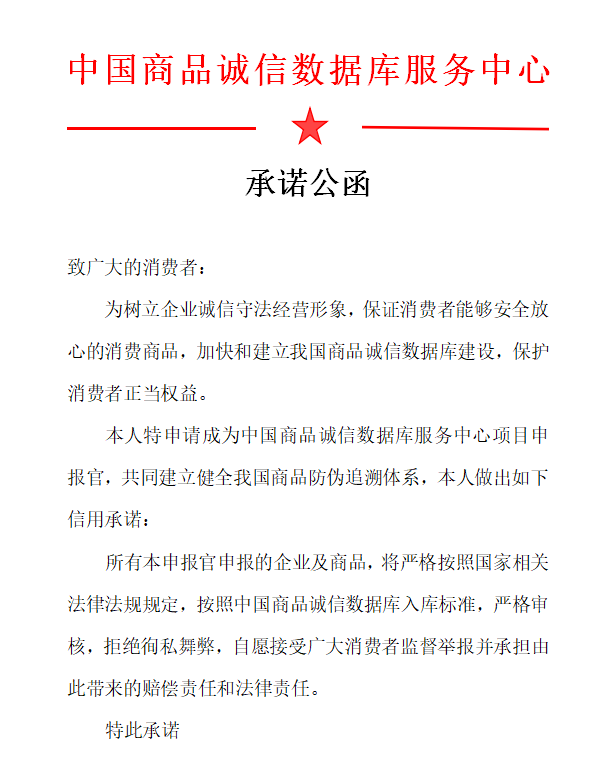 中国商品诚信数据库服务中心
承诺公函
致广大的消费者：
为树立企业诚信守法经营形象，保证消费者能够安全放
心的消费商品，加快和建立我国商品诚信数据库建设，保护
消费者正当权益。
本人特申请成为中国商品诚信数据库服务中心项目申
报官，共同建立健全我国商品防伪追溯体系，本人做出如下
信用承诺：
所有本申报官申报的企业及商品，将严格按照国家相关
法律法规规定，按照中国商品诚信数据库入库标准，严格审
核，拒绝徇私舞弊，自愿接受广大消费者监督举报并承担由
此带来的赔偿责任和法律责任。
特此承诺